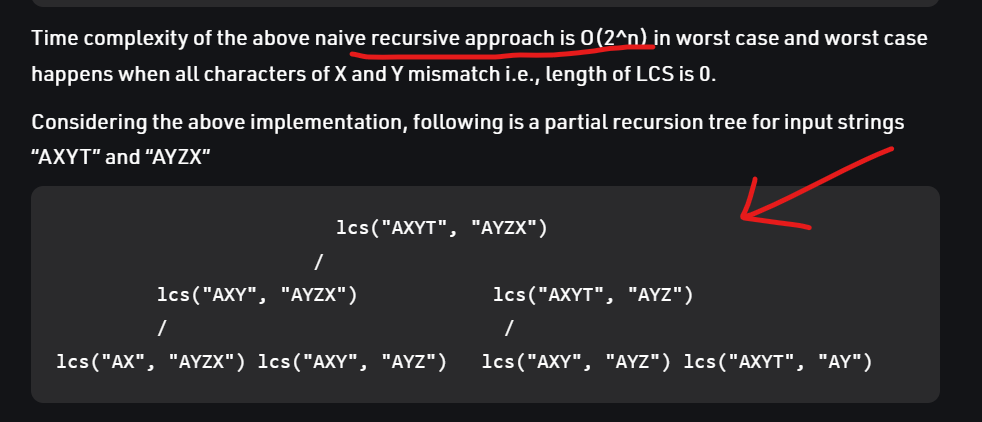 Time complexity of the above naive recursive approach is O(2^n) in worst case and worst case
happens when all characters of X and Y mismatch i.e., length of LCS is 0.
Considering the above implementation, following is a partial recursion tree for input strings
“AXYT” and “AYZX”
lcs("AXYT", "AYZX")
/
lcs("AXY", "AYZX") lcs("AXYT", "AYZ")
/ /
lcs("AX", "AYZX") lcs("AXY", "AYZ") lcs("AXY", "AYZ") lcs("AXYT", "AY")